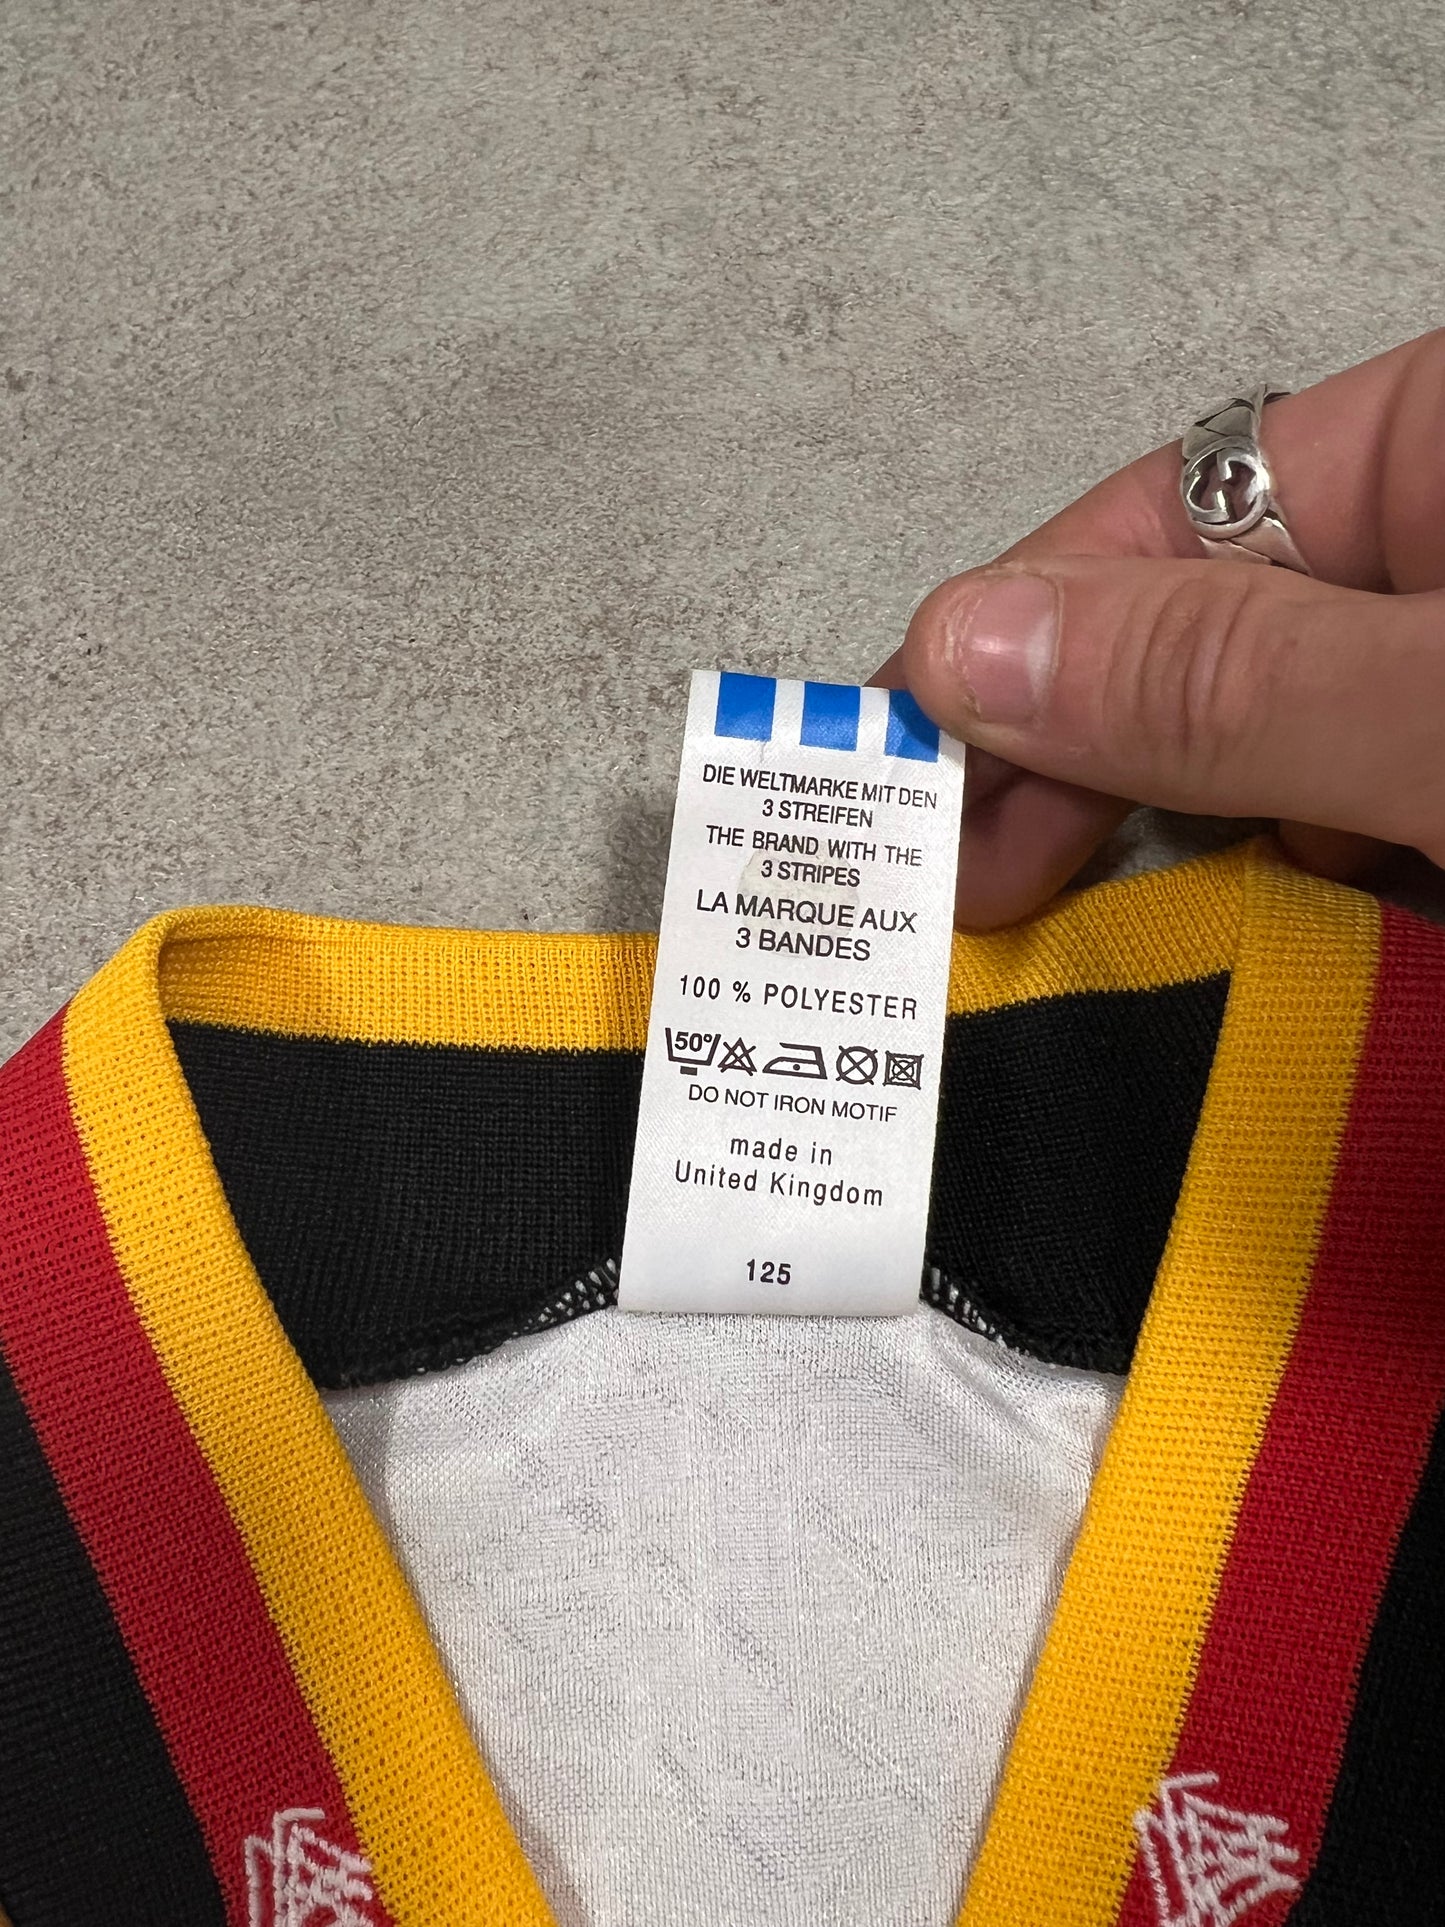 DIE WELTMARKE MIT DEN
3 STREIFEN
THE BRAND WITH THE
3 STRIPES
LA MARQUE AUX
3 BANDES
100 % POLYESTER
50°
DO NOT IRON MOTIF
made in
United Kingdom
125